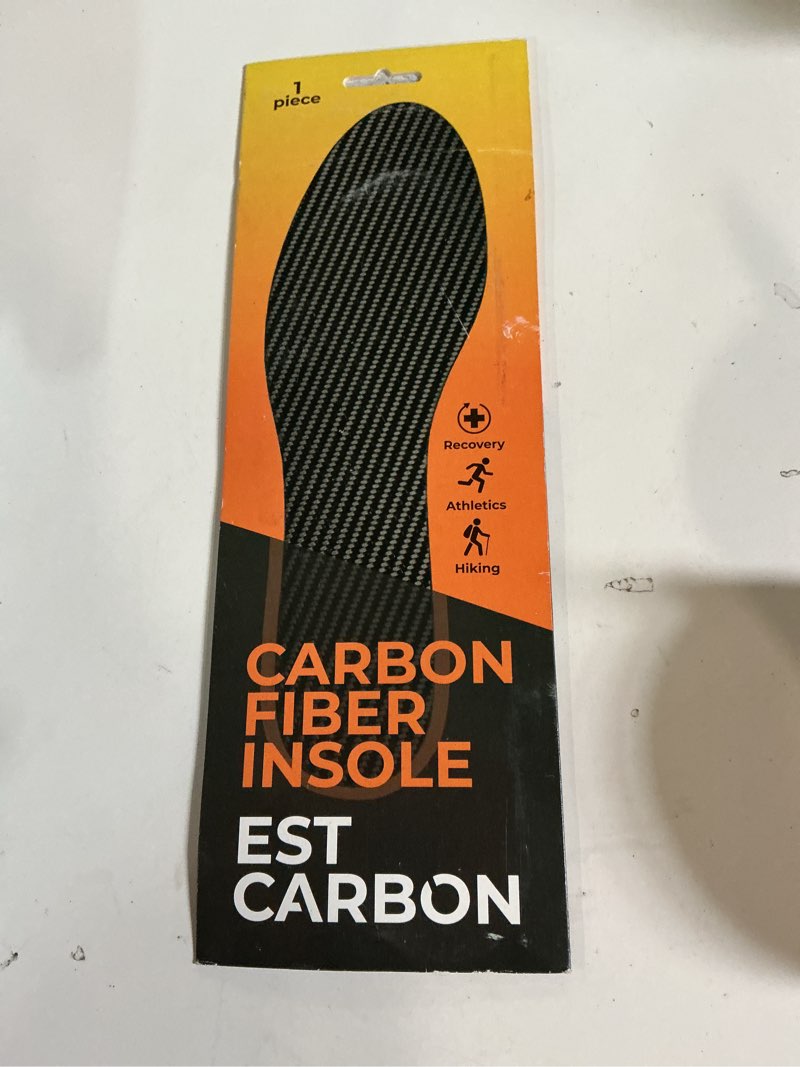 1
piece
Recovery
Athletics
Hiking
CARBON
FIBER
INSOLE
EST
CARBON